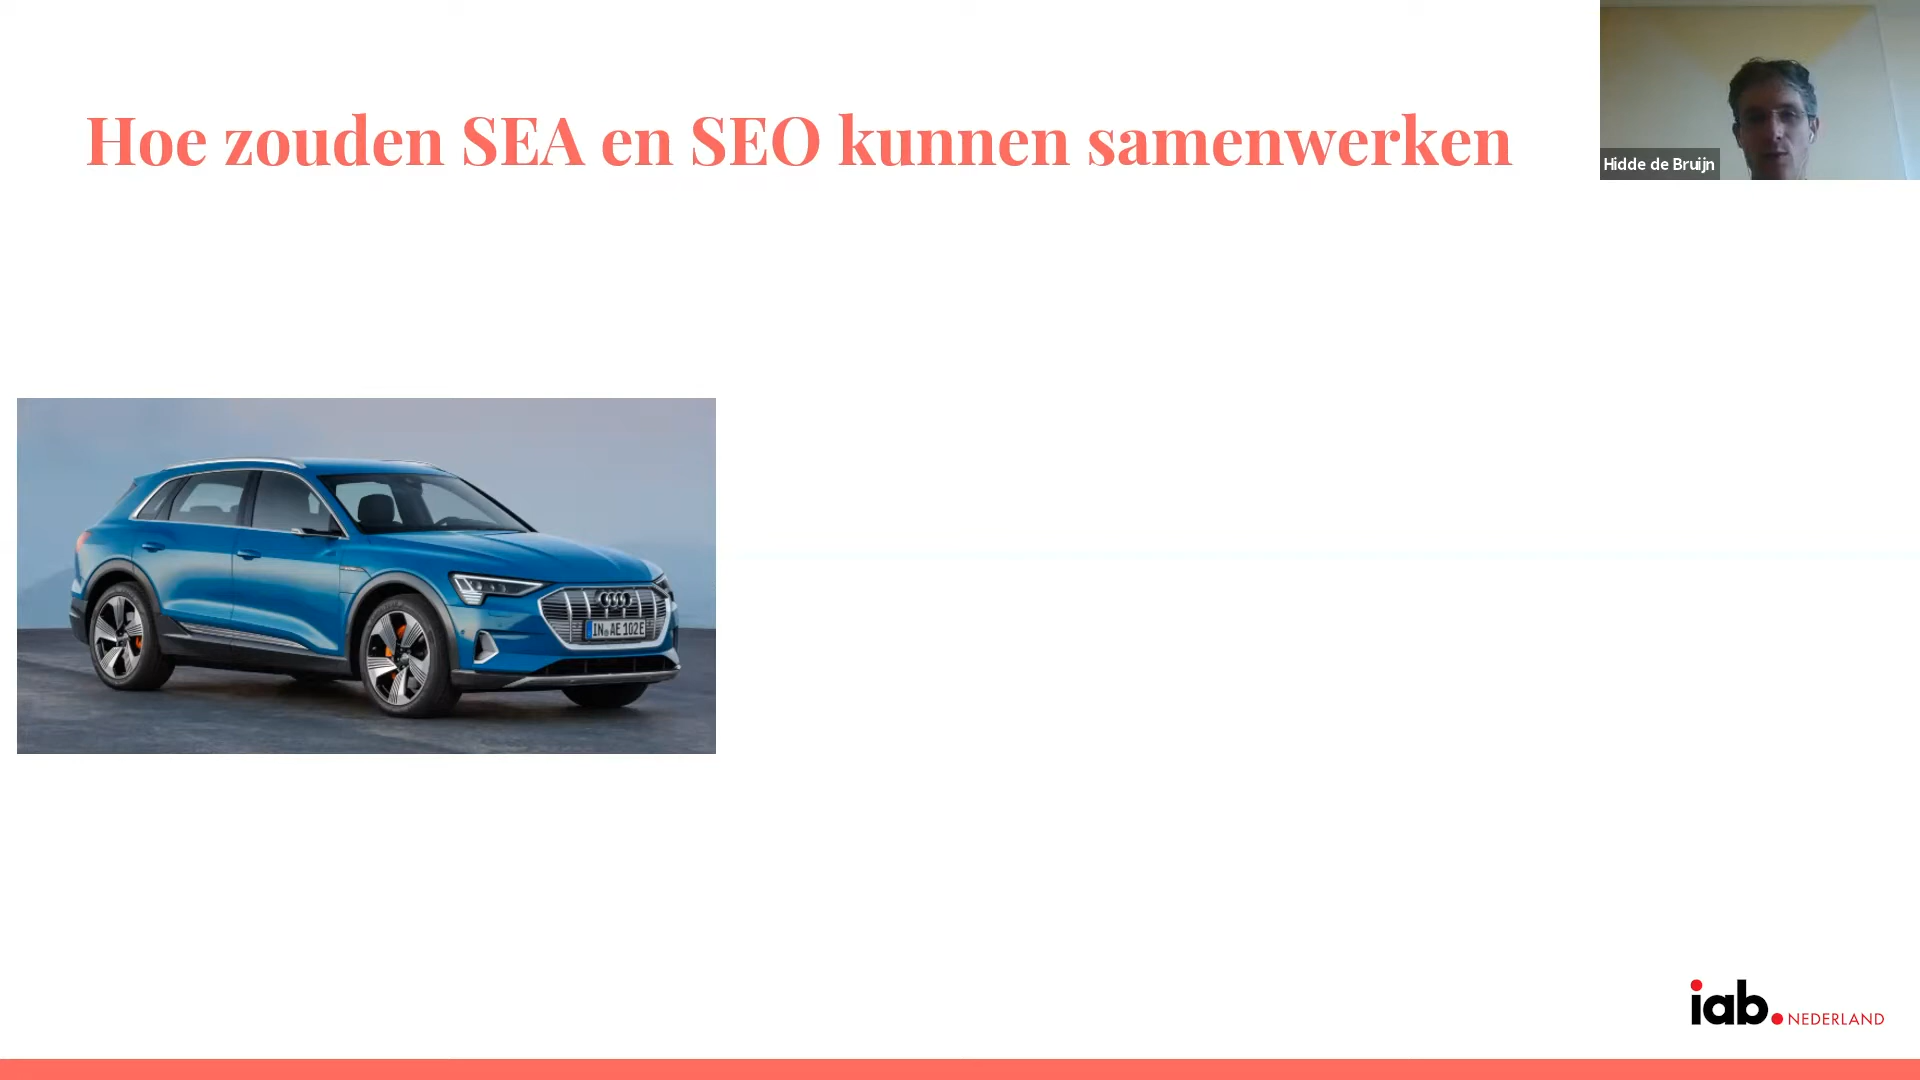 Hoe zouden SEA en SEO kunnen samenwerken
Hidde de Bruijn
IN AE 102E
iab.NEDERLAND